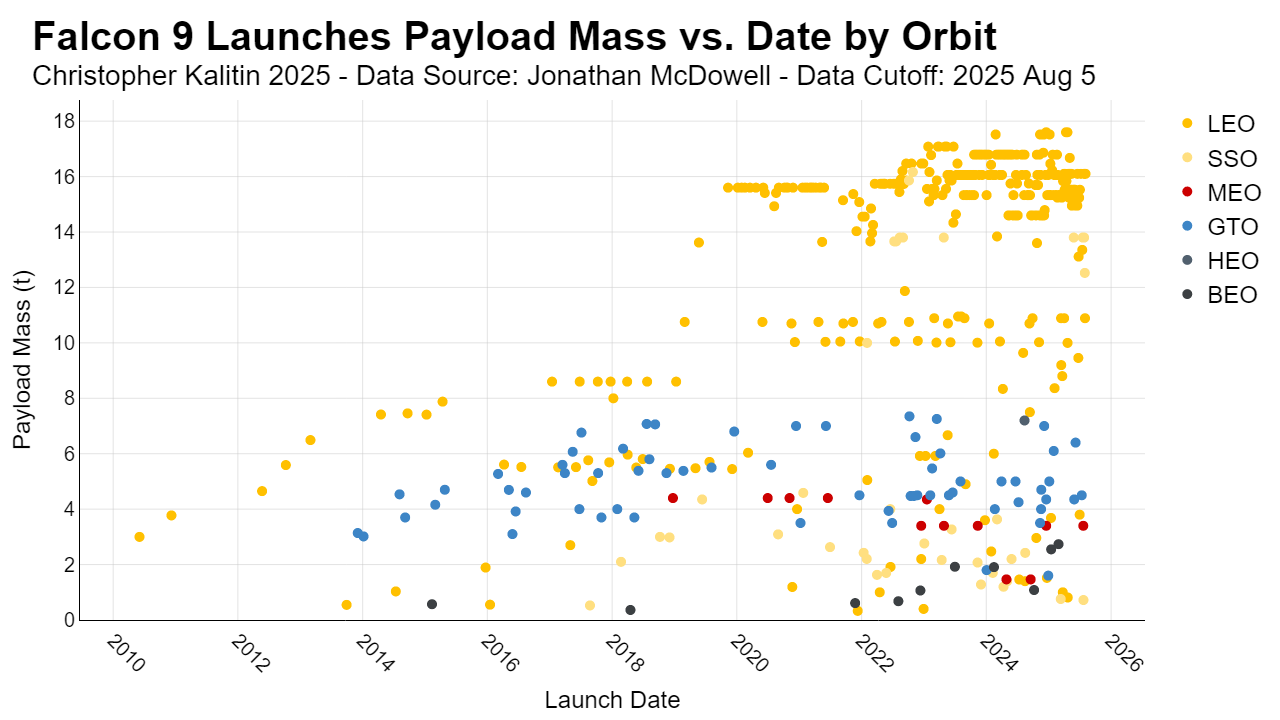 Falcon 9 Launches Payload Mass vs. Date by Orbit
Christopher Kalitin 2025 - Data Source: Jonathan McDowell - Data Cutoff: 2025 Aug 5
18
16
14
12
10
8
6
4
2
0
Payload Mass (t)
2010
2012
2014
2016
2018
2020
2022
2024
2026
Launch Date
LEO
SSO
MEO
GTO
HEO
BEO